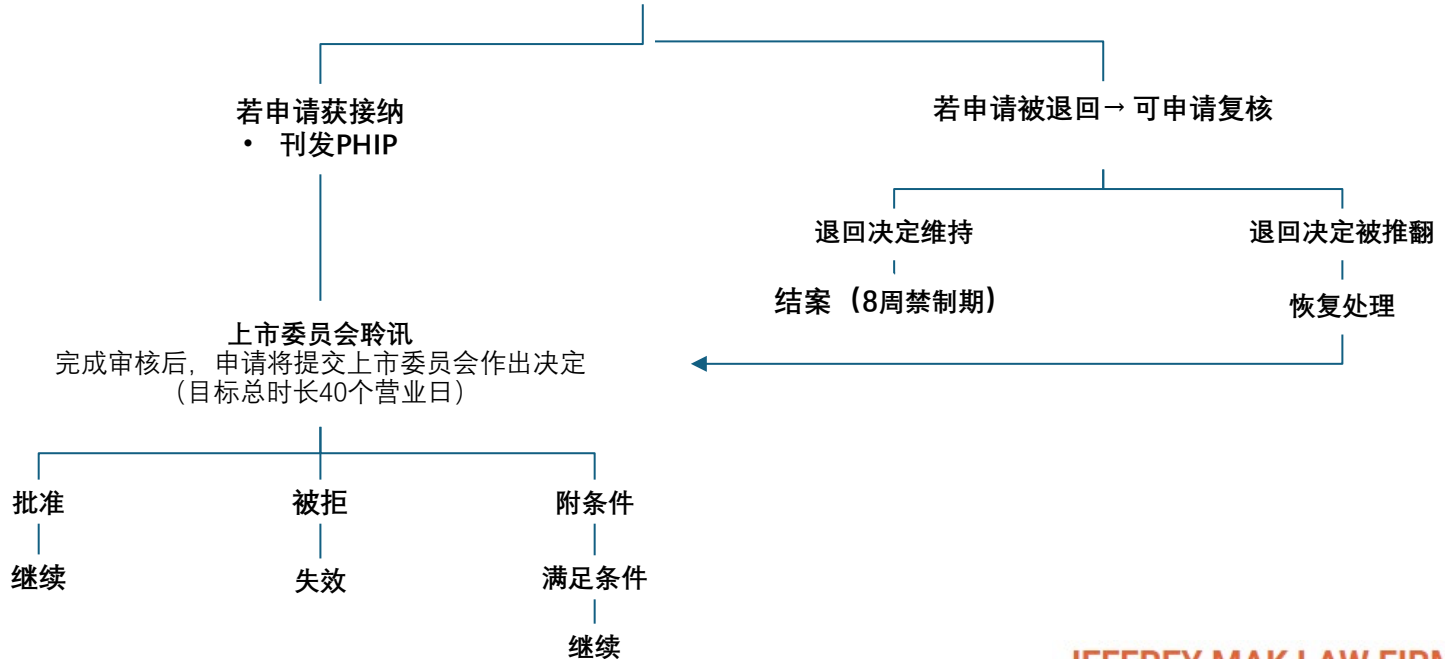 若申请获接纳
• 刊发PHIP
若申请被退回→ 可申请复核
退回决定维持
退回决定被推翻
结案（8周禁制期）
恢复处理
上市委员会聆讯
完成审核后，申请将提交上市委员会作出决定
（目标总时长40个营业日）
批准
被拒
附条件
继续
失效
满足条件
继续
JEFFREY MAK LAW FIRM